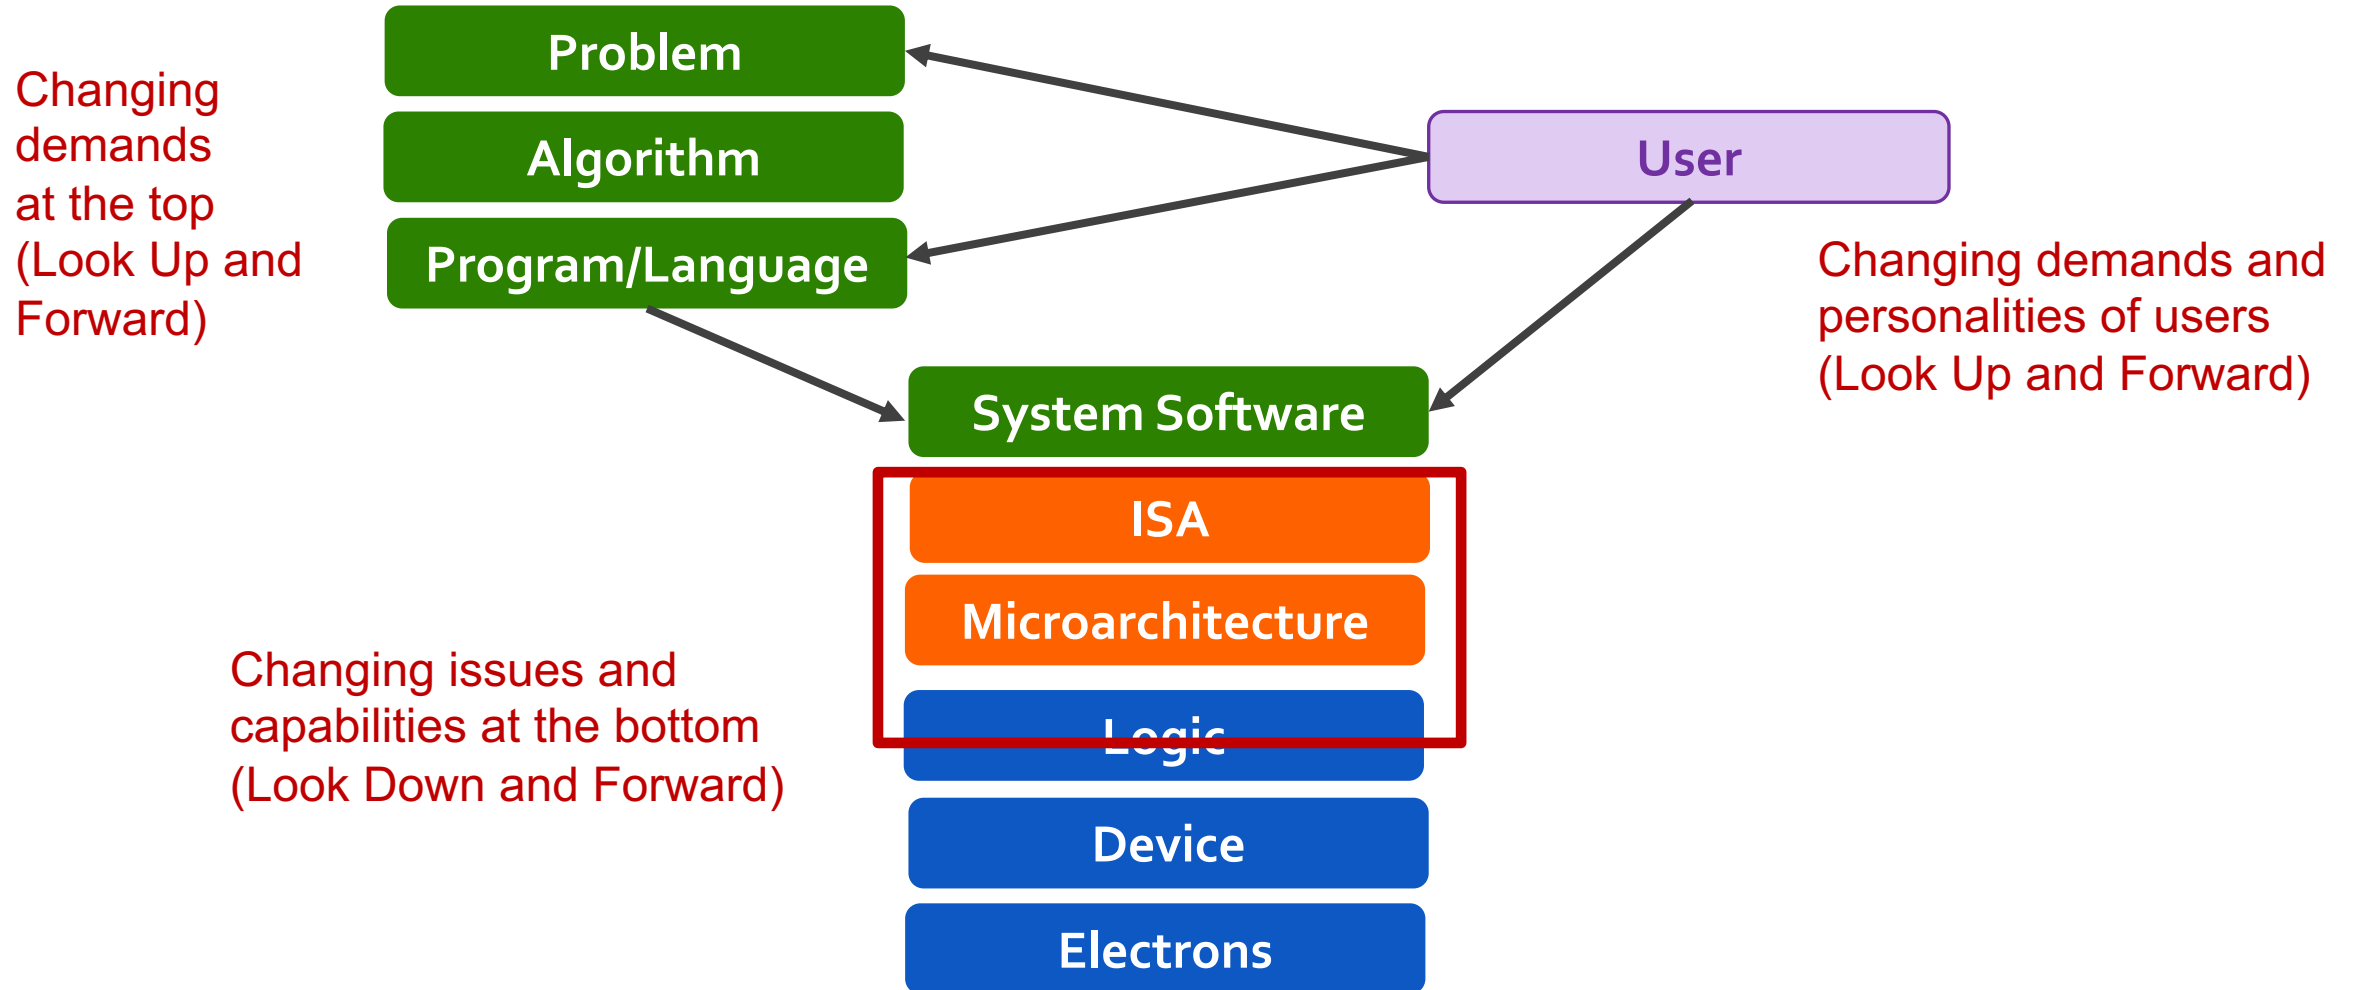 Problem
Changing
demands
at the top
(Look Up and
Forward)
Algorithm
User
Program/Language
Changing demands and
personalities of users
(Look Up and Forward)
System Software
ISA
Microarchitecture
Changing issues and
capabilities at the bottom
(Look Down and Forward)
Logic
Device
Electrons